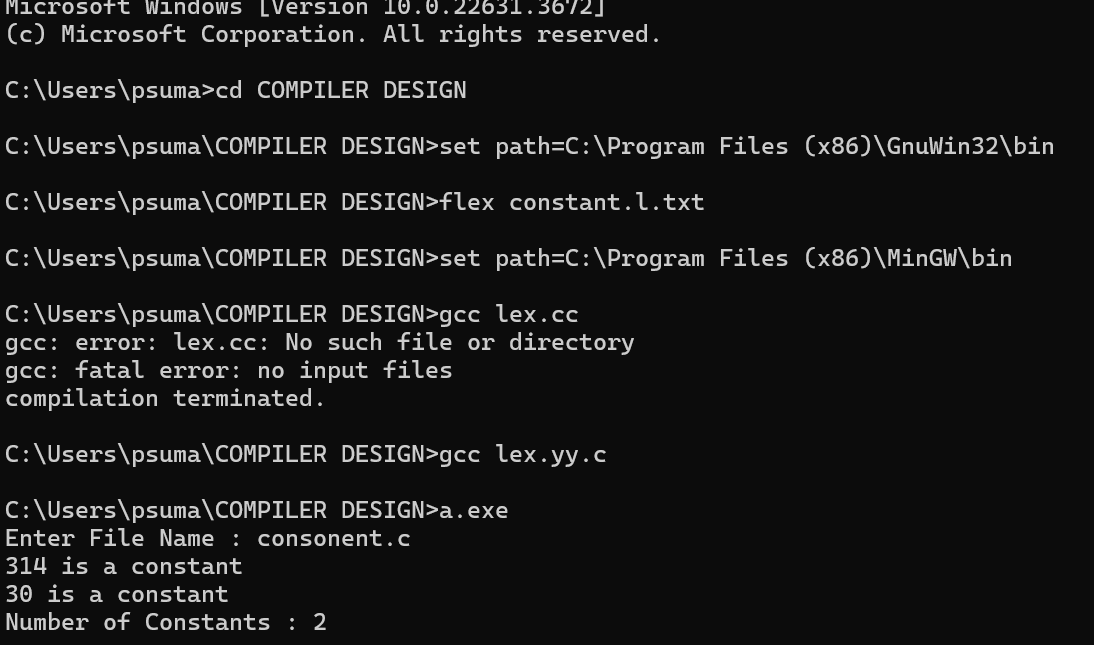 Microsoft Windows [Version 10.0.22631.3672]
(c) Microsoft Corporation. All rights reserved.
C:\Users\psuma>cd COMPILER DESIGN
C:\Users\psuma\COMPILER DESIGN>set path=C:\Program Files (x86)\GnuWin32\bin
C:\Users\psuma\COMPILER DESIGN>flex constant.l.txt
C:\Users\psuma\COMPILER DESIGN>set path=C:\Program Files (x86)\MinGW\bin
C:\Users\psuma\COMPILER DESIGN>gcc lex.cc
gcc: error: lex.cc: No such file or directory
gcc: fatal error: no input files
compilation terminated.
C:\Users\psuma\COMPILER DESIGN>gcc lex.yy.c
C:\Users\psuma\COMPILER DESIGN>a.exe
Enter File Name : consonent.c
314 is a constant
30 is a constant
Number of Constants : 2